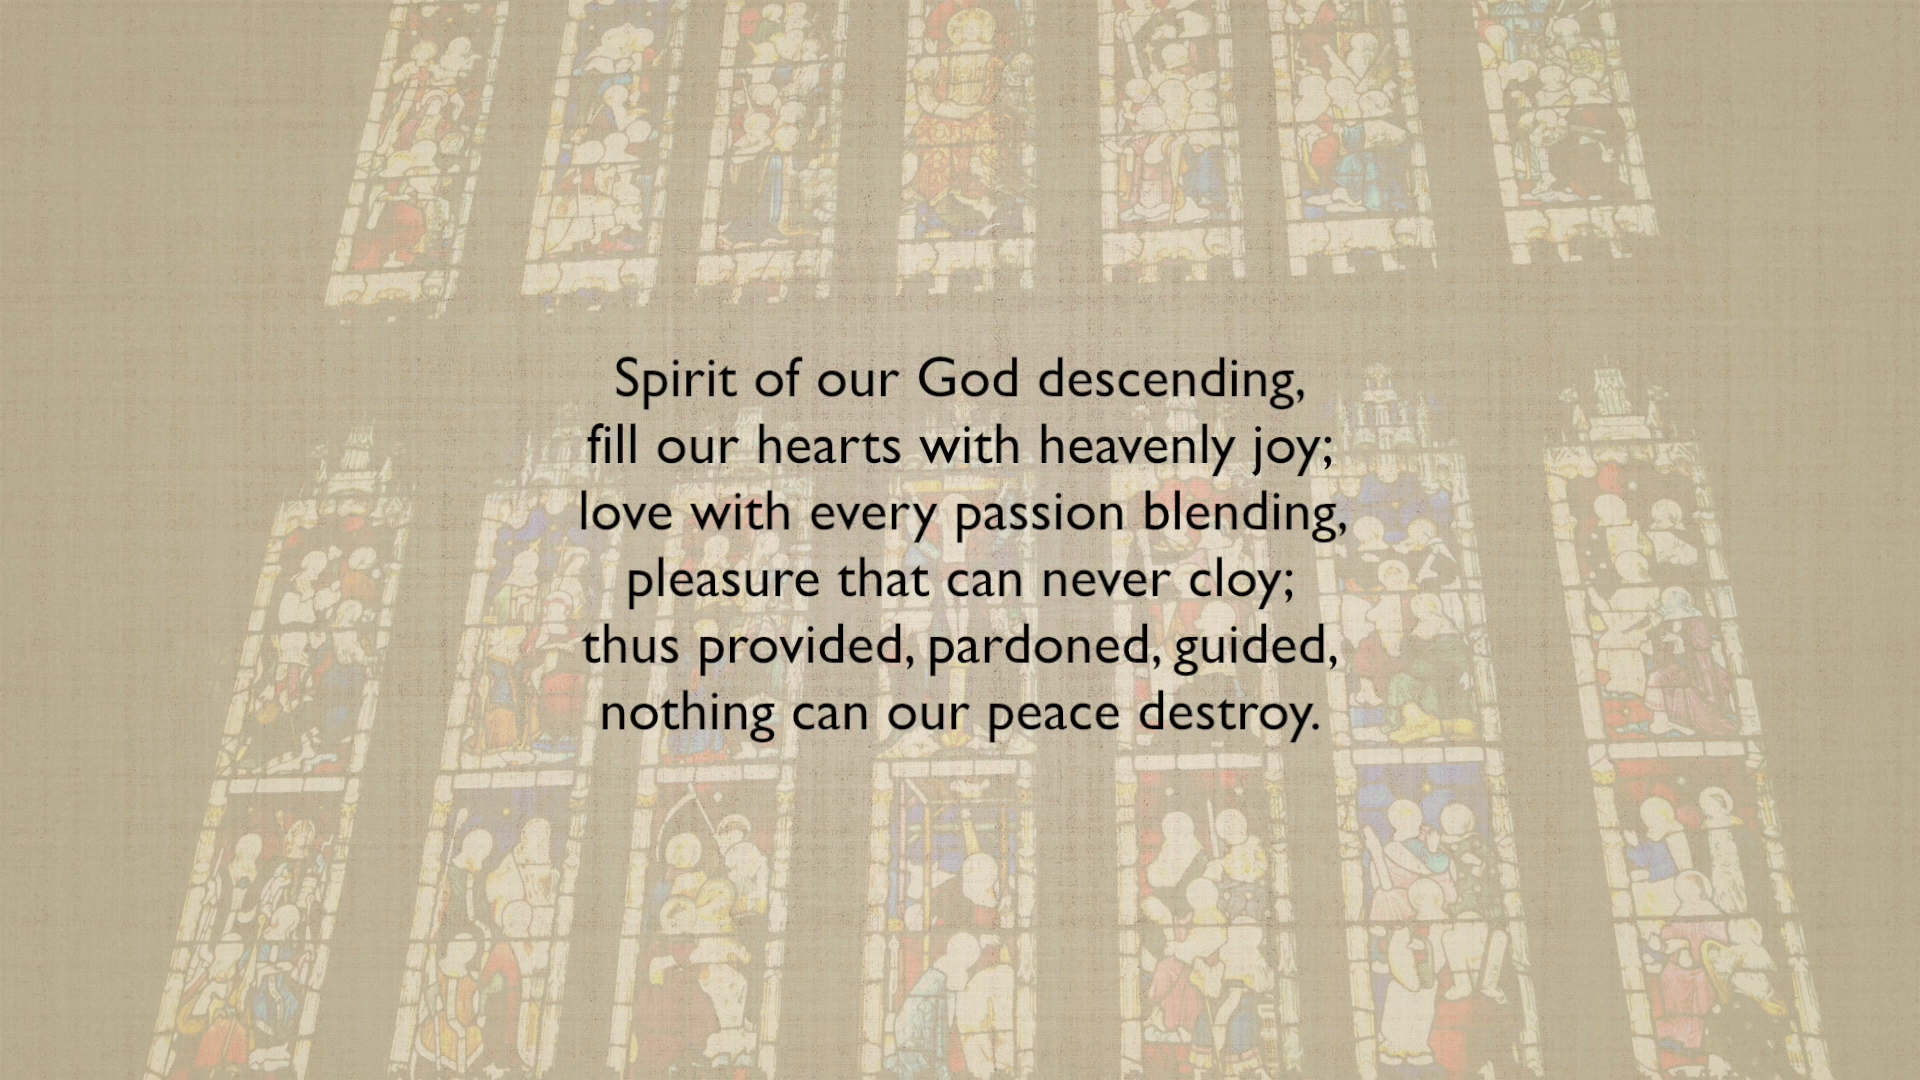 Spirit of our God descending,
fill our hearts with heavenly joy;
love with every passion blending,
pleasure that can never cloy;
thus provided, pardoned, guided,
nothing can our peace destroy.